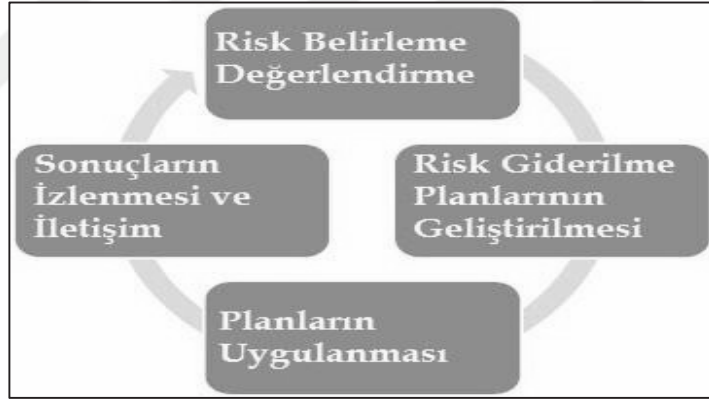 Risk Belirleme
Değerlendirme
Risk Giderilme
Planlarının
Geliştirilmesi
Planların
Uygulanması
Sonuçların
İzlenmesi ve
İletişim